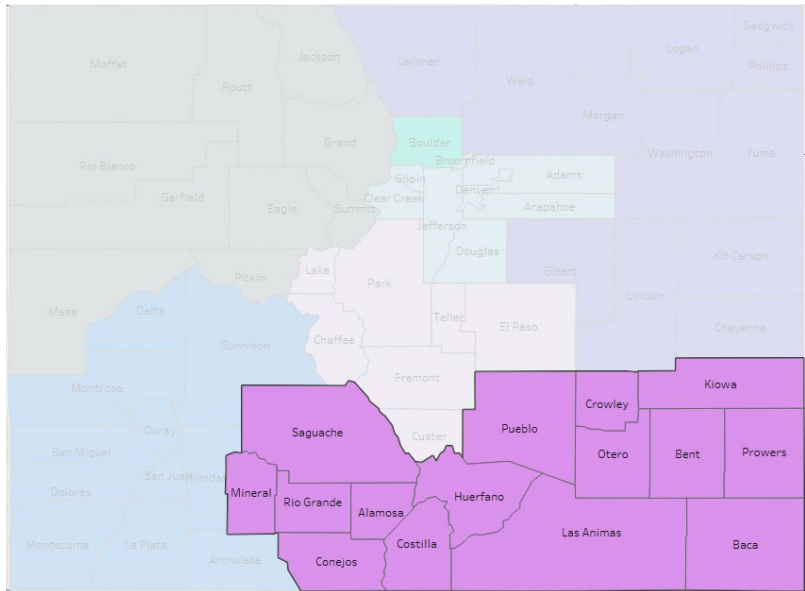 Moffat
Routt
Jackson
Larimer
Weld
Logan
Sedgwick
Phillips
Morgan
Rio Blanco
Grand
Boulder
Broomfield
Washington
Yuma
Garfield
Eagle
Summit
Gilpin
Clear Creek
Denver
Adams
Arapahoe
Jefferson
Douglas
Elbert
Kit Carson
Mesa
Pitkin
Lake
Park
Lincoln
Delta
Gunnison
Chaffee
Teller
El Paso
Cheyenne
Montrose
Fremont
Kiowa
Crowley
Ouray
Saguache
Custer
Pueblo
San Miguel
Otero
Bent
Prowers
San Juan
Hinsdale
Dolores
Mineral
Rio Grande
Alamosa
Huerfano
Montezuma
La Plata
Archuleta
Conejos
Costilla
Las Animas
Baca